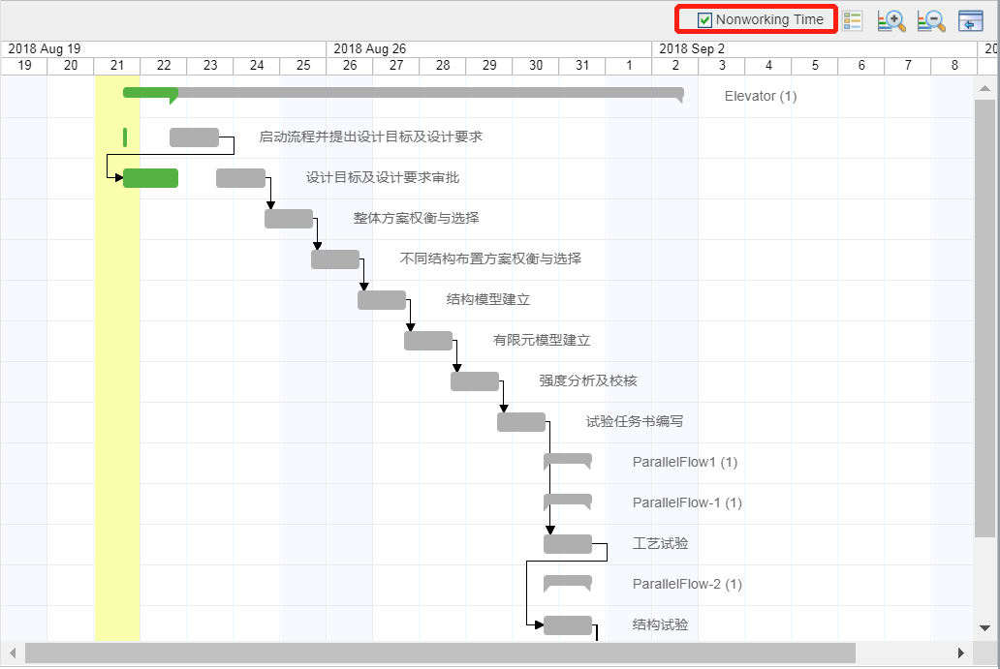 Nonworking Time
2018 Aug 19 2018 Aug 26 2018 Sep 2 20
19 20 21 22 23 24 25 26 27 28 29 30 31 1 2 3 4 5 6 7 8
Elevator (1)
启动流程并提出设计目标及设计要求
设计目标及设计要求审批
整体方案权衡与选择
不同结构布置方案权衡与选择
结构模型建立
有限元模型建立
强度分析及校核
试验任务书编写
ParallelFlow1 (1)
ParallelFlow-1 (1)
工艺试验
ParallelFlow-2 (1)
结构试验